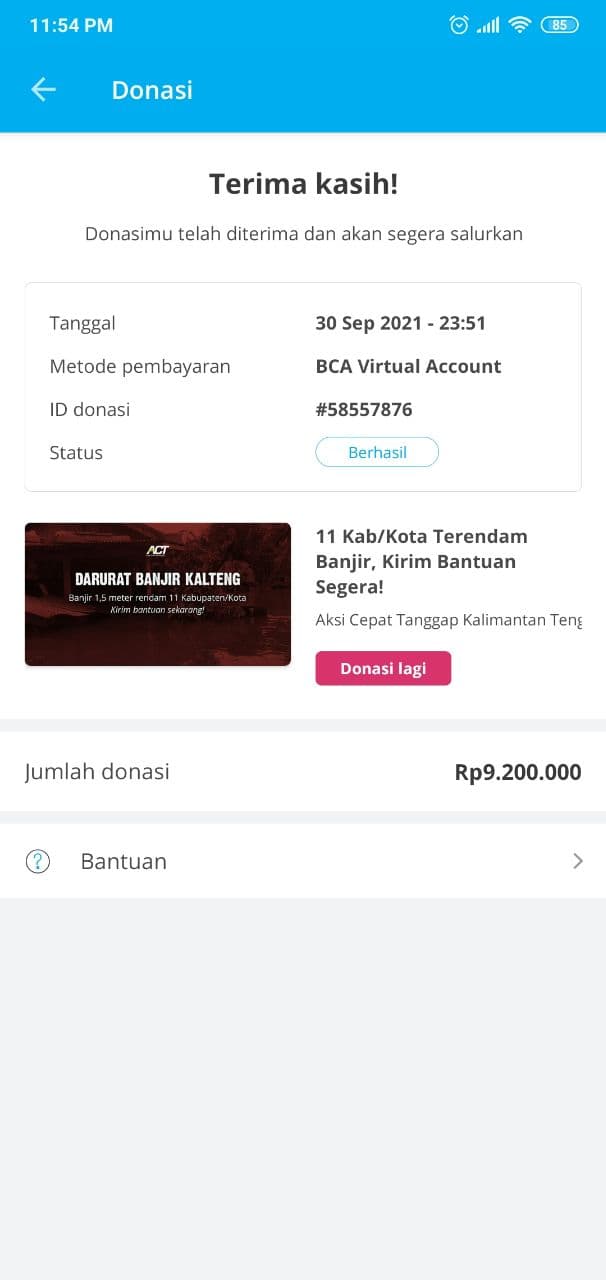 11:54 PM
85
Donasi
Terima kasih!
Donasimu telah diterima dan akan segera salurkan
Tanggal 30 Sep 2021 - 23:51
Metode pembayaran BCA Virtual Account
ID donasi #58557876
Status Berhasil
ACT
DARURAT BANJIR KALTENG
Banjir 1,5 meter rendam 11 Kabupaten/Kota
Kirim bantuan sekarang!
11 Kab/Kota Terendam
Banjir, Kirim Bantuan
Segera!
Aksi Cepat Tanggap Kalimantan Teng
Donasi lagi
Jumlah donasi Rp9.200.000
? Bantuan